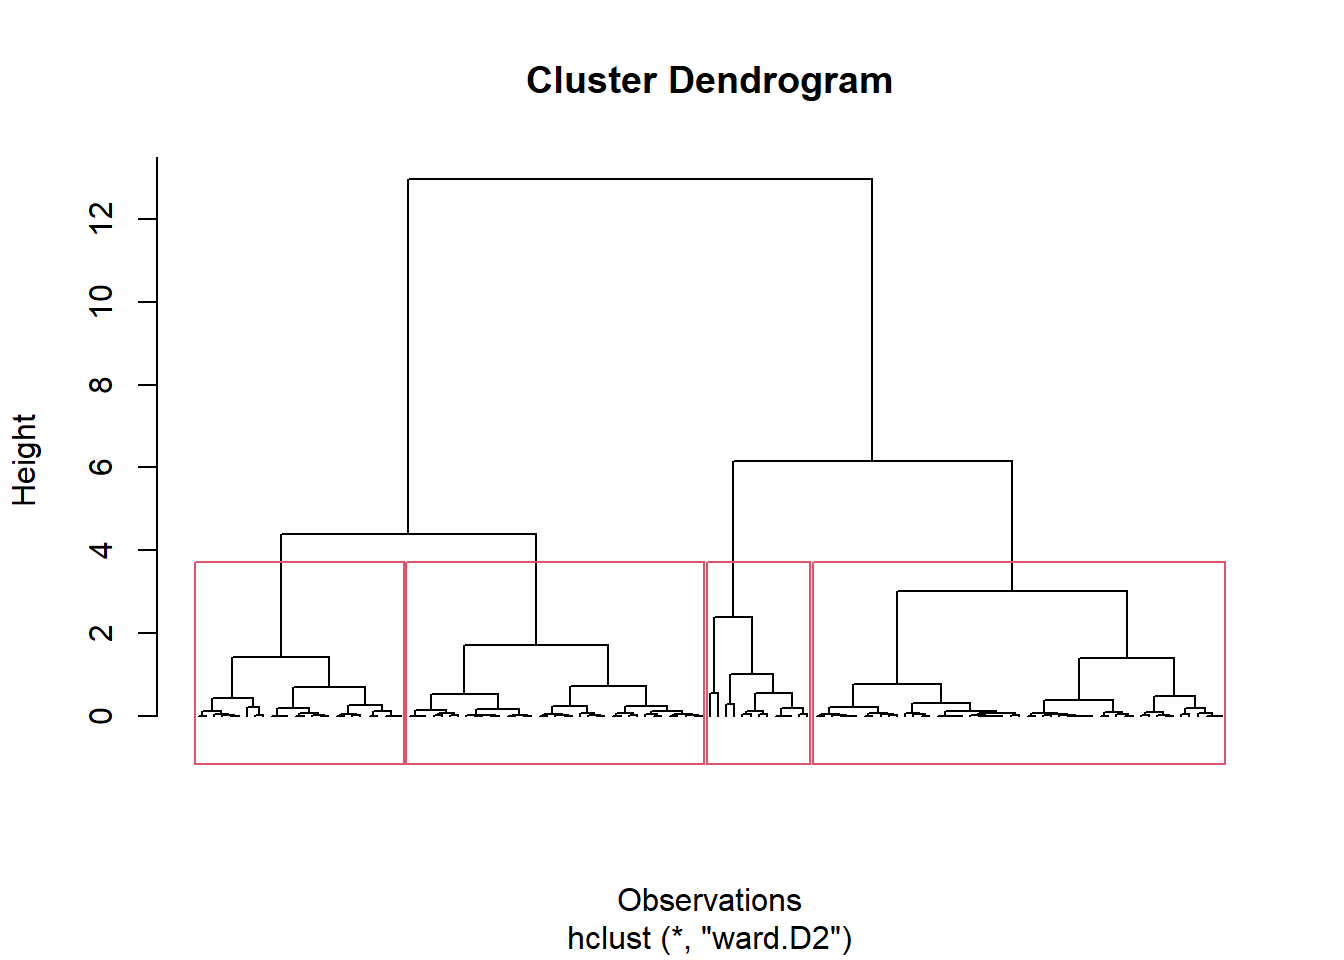 Cluster Dendrogram
Height
12
10
8
6
4
2
0
Observations
hclust (*, "ward.D2")